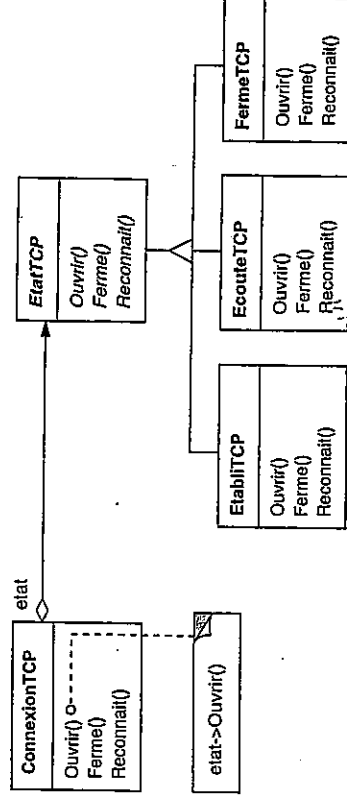 etat
ConnexionTCP
Ouvrir()
Ferme()
Reconnait()
etat->Ouvrir()
EtatTCP
Ouvrir()
Ferme()
Reconnait()
EtabliTCP
Ouvrir()
Ferme()
Reconnait()
EcouteTCP
Ouvrir()
Ferme()
Reconnait()
FermeTCP
Ouvrir()
Ferme()
Reconnait()